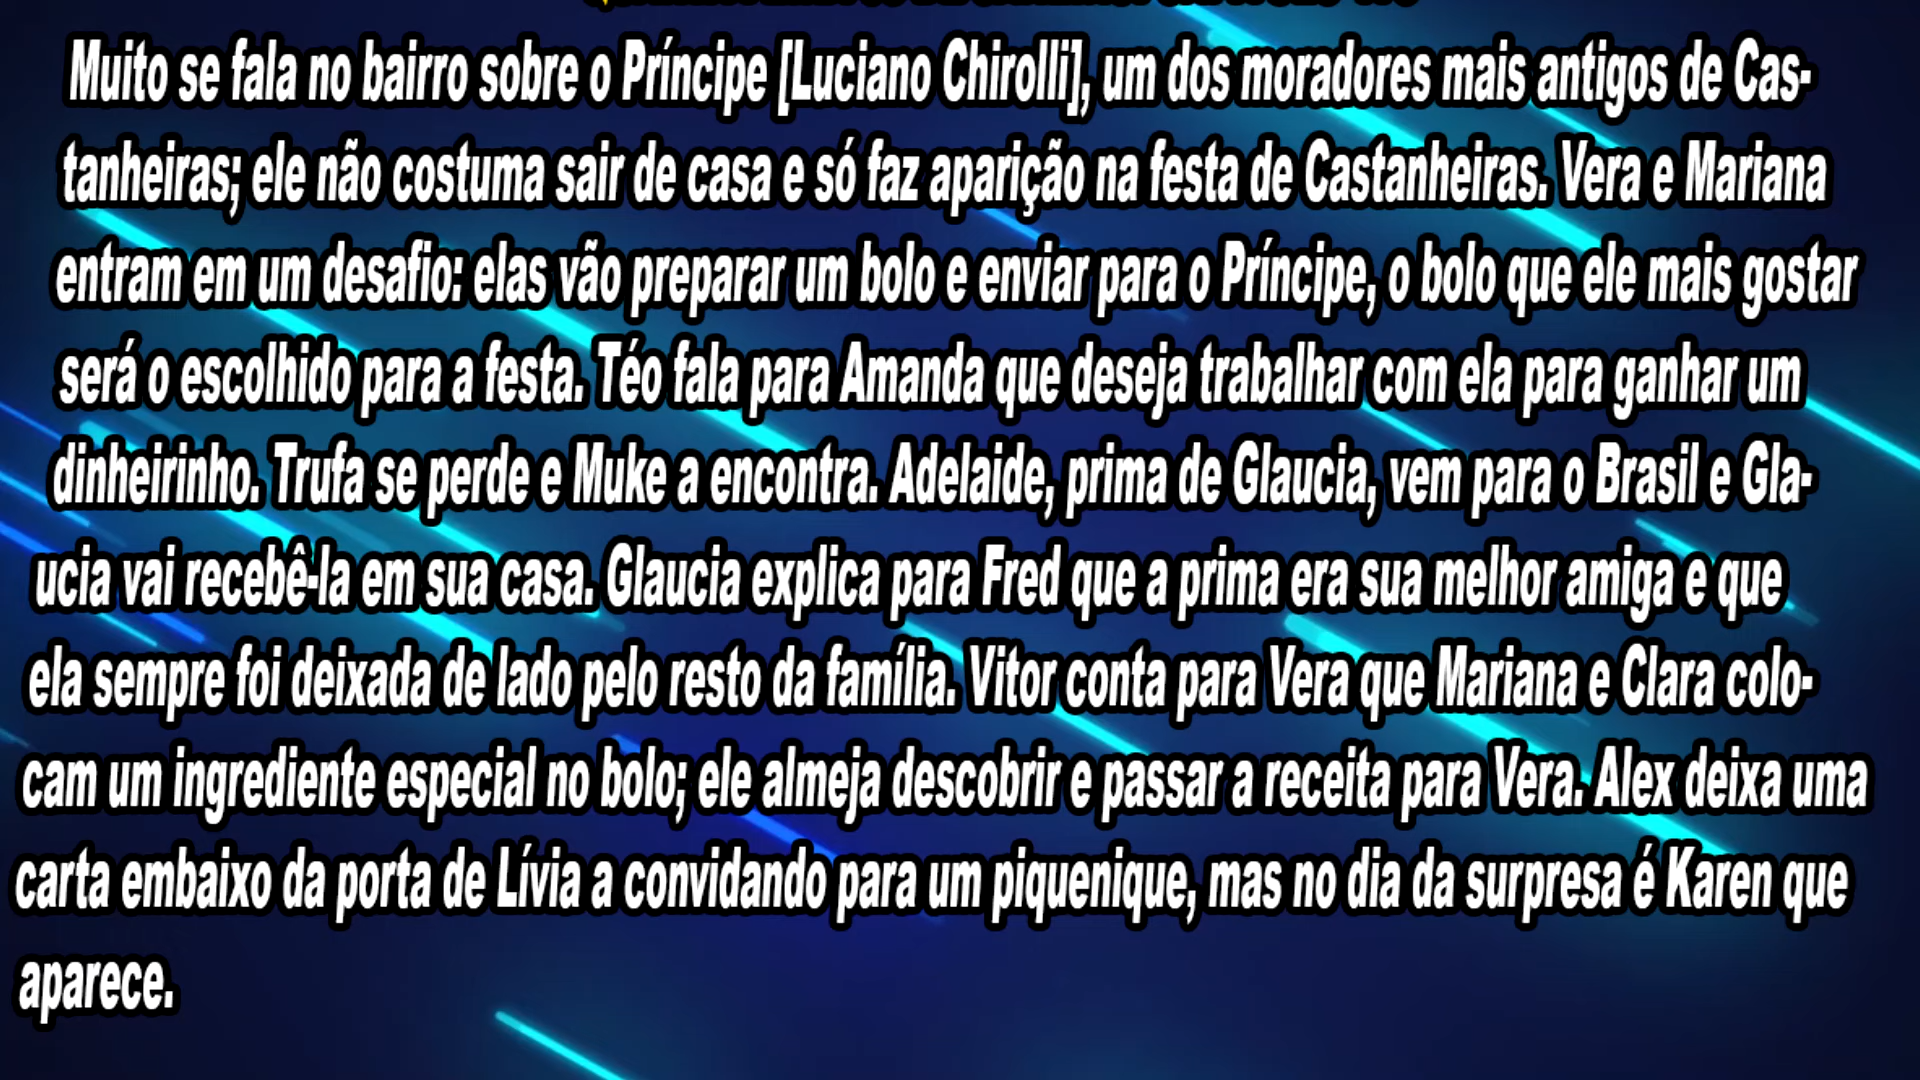 Muito se fala no bairro sobre o Príncipe [Luciano Chirolli], um dos moradores mais antigos de Cas-
tanheiras; ele não costuma sair de casa e só faz aparição na festa de Castanheiras. Vera e Mariana
entram em um desafio: elas vão preparar um bolo e enviar para o Príncipe, o bolo que ele mais gostar
será o escolhido para a festa. Téo fala para Amanda que deseja trabalhar com ela para ganhar um
dinheirinho. Trufa se perde e Muke a encontra. Adelaide, prima de Glaucia, vem para o Brasil e Gla-
ucia vai recebê-la em sua casa. Glaucia explica para Fred que a prima era sua melhor amiga e que
ela sempre foi deixada de lado pelo resto da família. Vitor conta para Vera que Mariana e Clara colo-
cam um ingrediente especial no bolo; ele almeja descobrir e passar a receita para Vera. Alex deixa uma
carta embaixo da porta de Lívia a convidando para um piquenique, mas no dia da surpresa é Karen que
aparece.